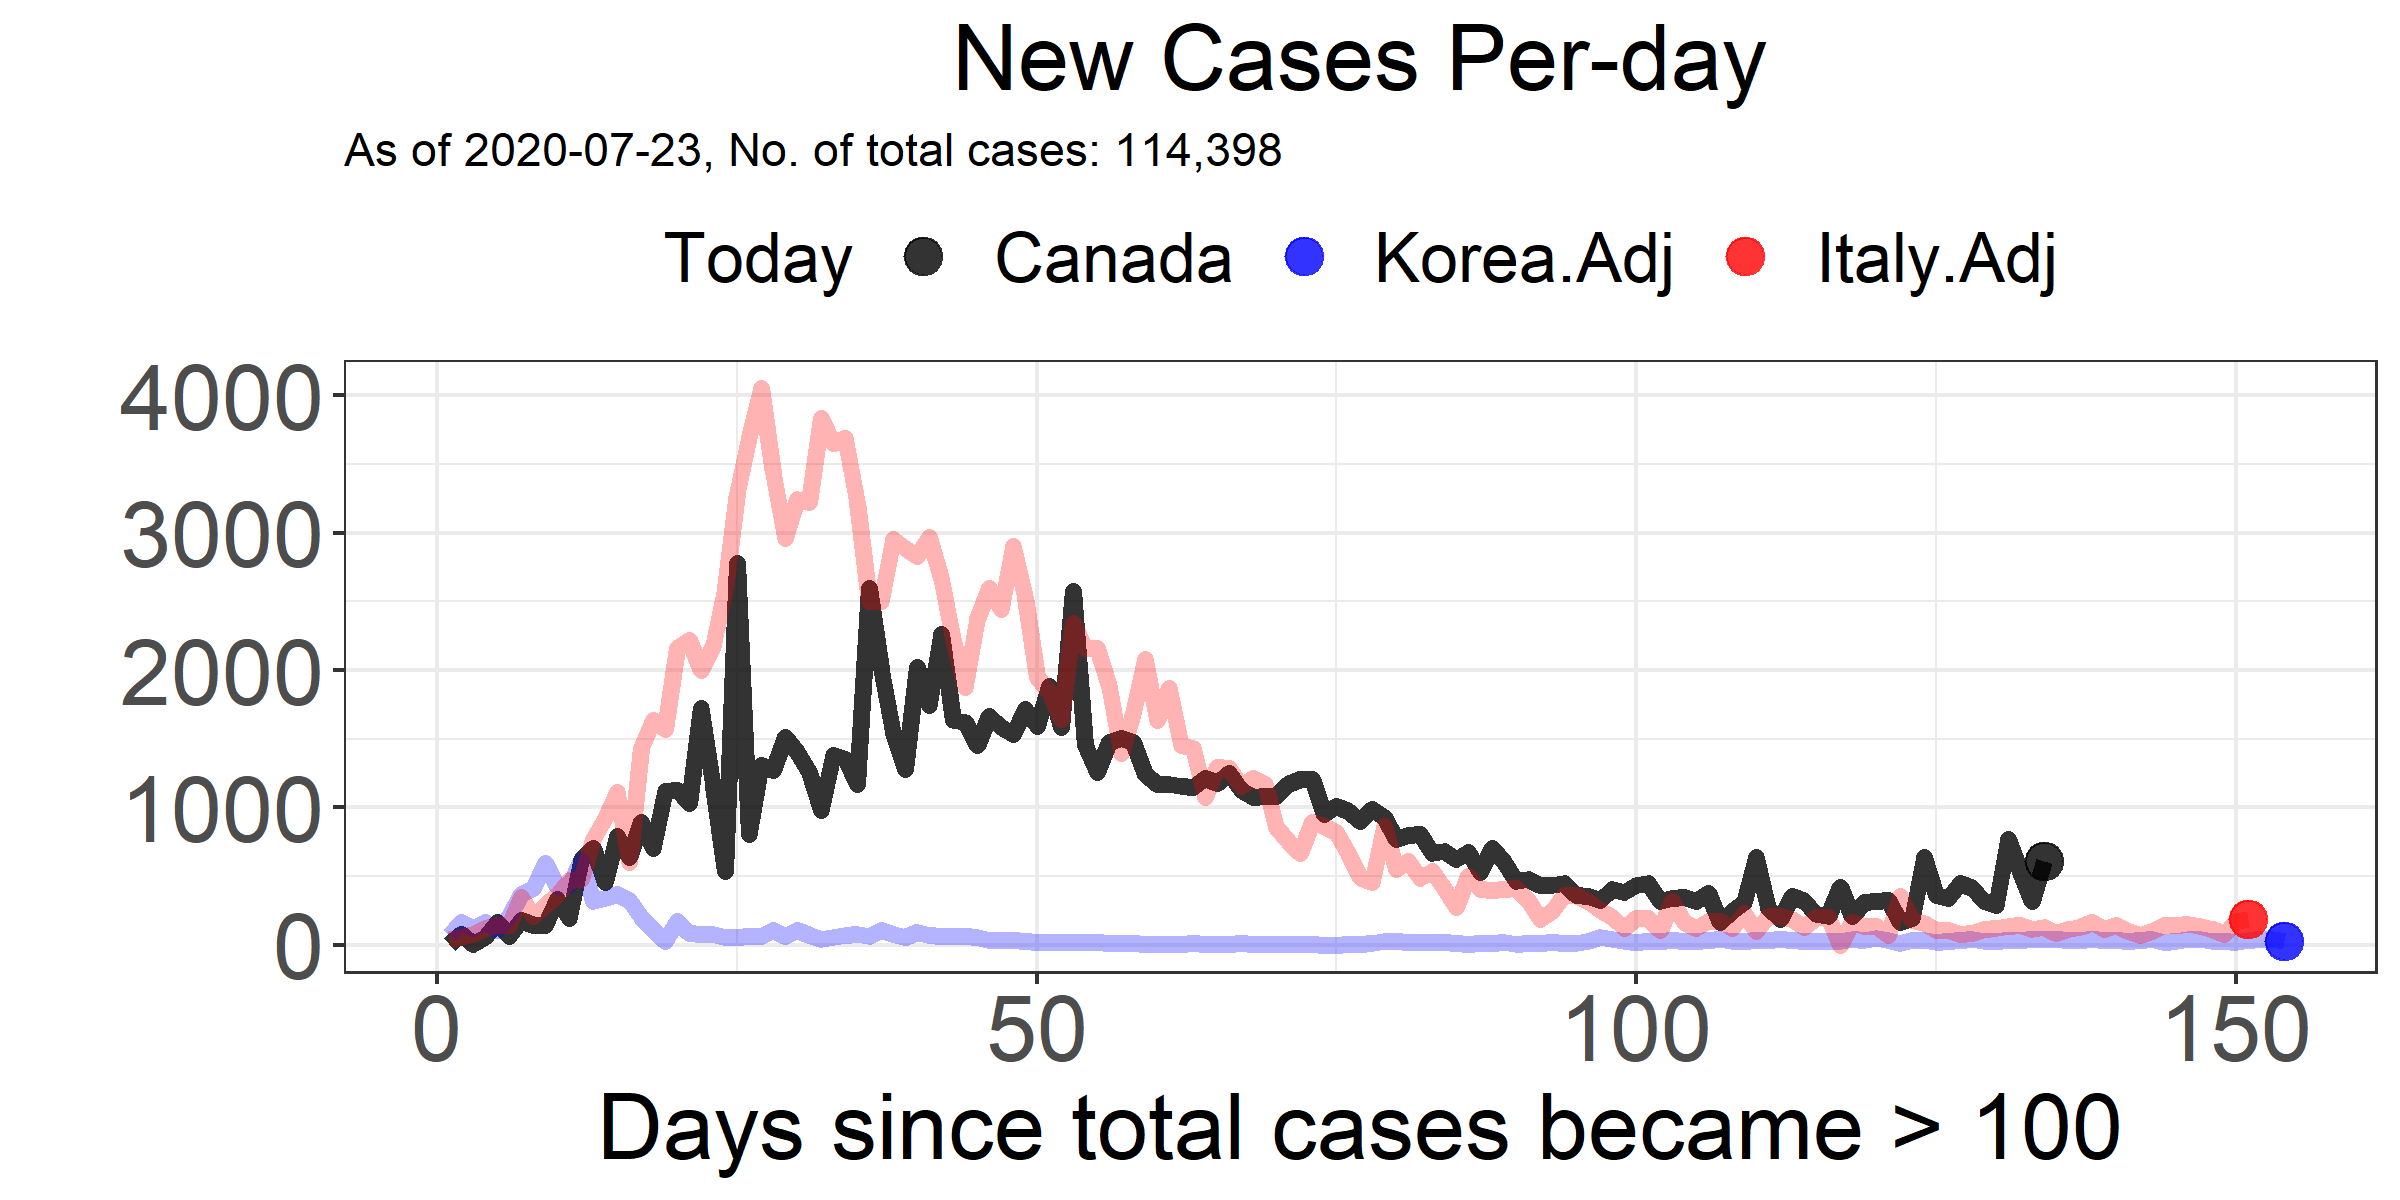 New Cases Per-day
As of 2020-07-23, No. of total cases: 114,398
Today Canada Korea.Adj Italy.Adj
4000
3000
2000
1000
0
0 50 100 150
Days since total cases became > 100